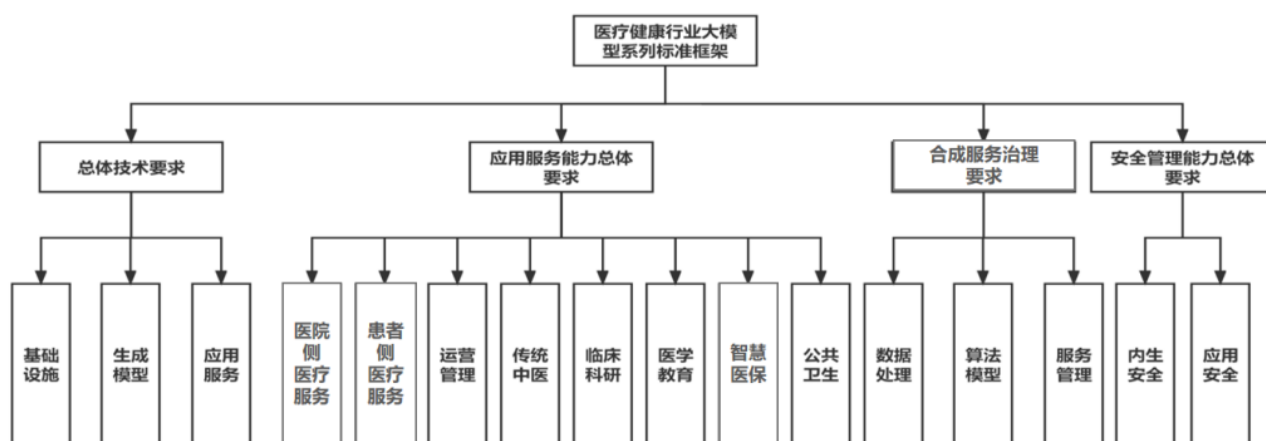 医疗健康行业大模
型系列标准框架
总体技术要求
应用服务能力总体
要求
合成服务治理
要求
安全管理能力总体
要求
基础
设施
生成
模型
应用
服务
医院
侧
医疗
服务
患者
侧
医疗
服务
运营
管理
传统
中医
临床
科研
医学
教育
智慧
医保
公共
卫生
数据
处理
算法
模型
服务
管理
内生
安全
应用
安全